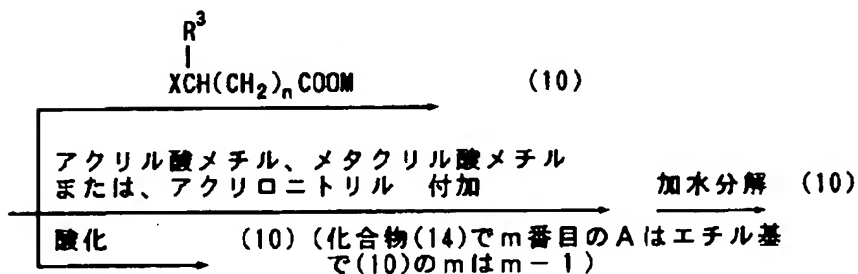 R³
XCH(CH₂)ₙCOOM (10)
アクリル酸メチル、メタクリル酸メチル
または、アクリロニトリル 付加 加水分解 (10)
酸化 (10) (化合物(14)でm番目のAはエチル基
で(10)のmはm-1)